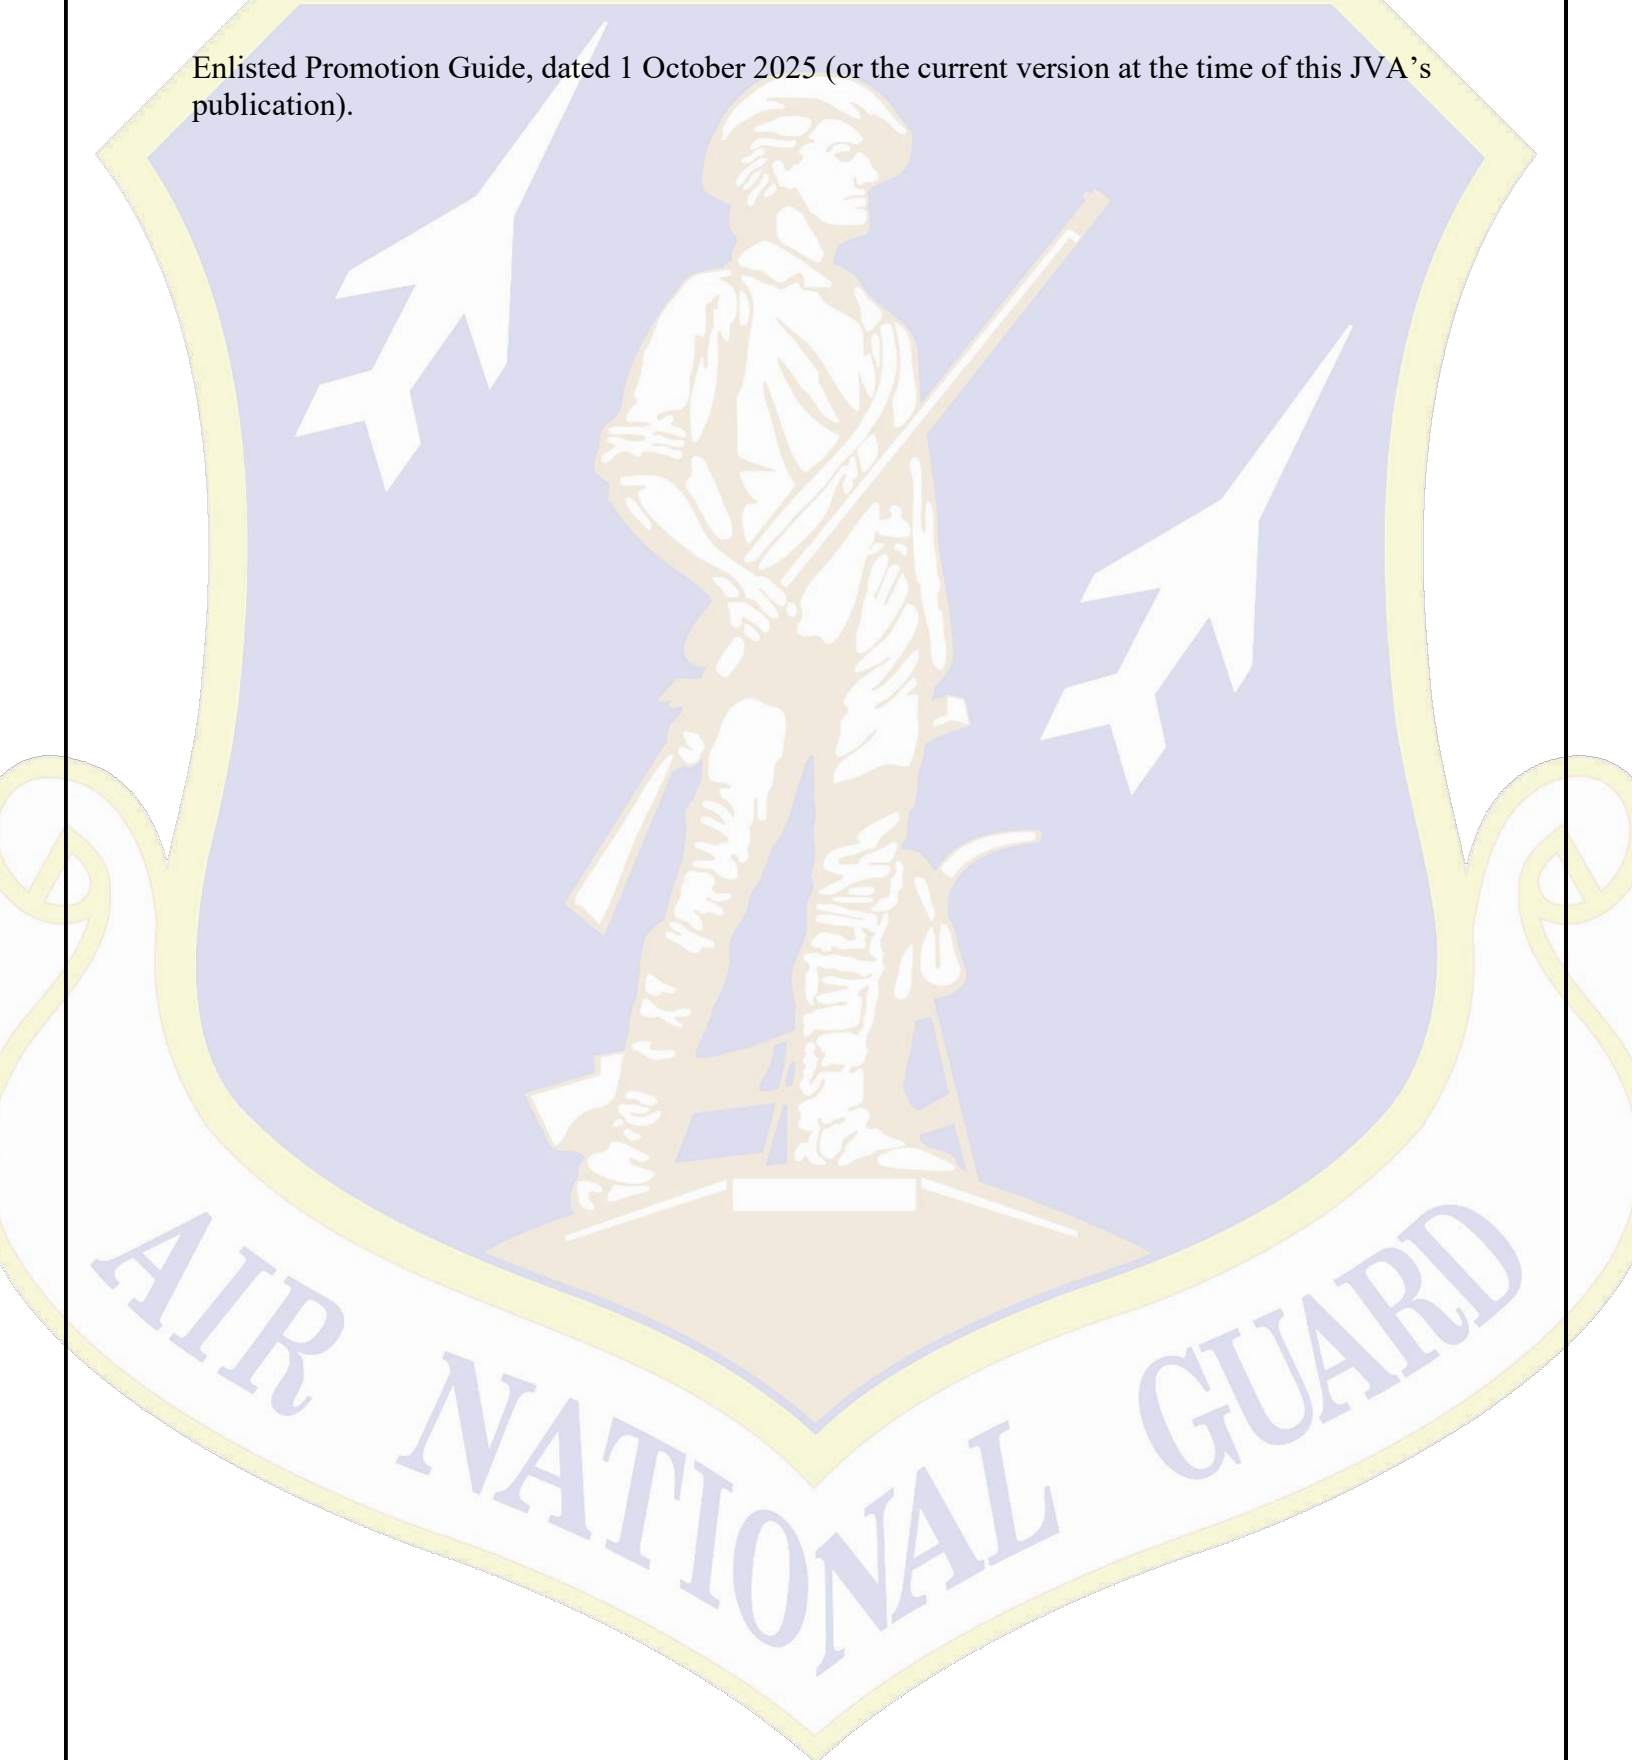 Enlisted Promotion Guide, dated 1 October 2025 (or the current version at the time of this JVA’s
publication).
AIR NATIONAL GUARD